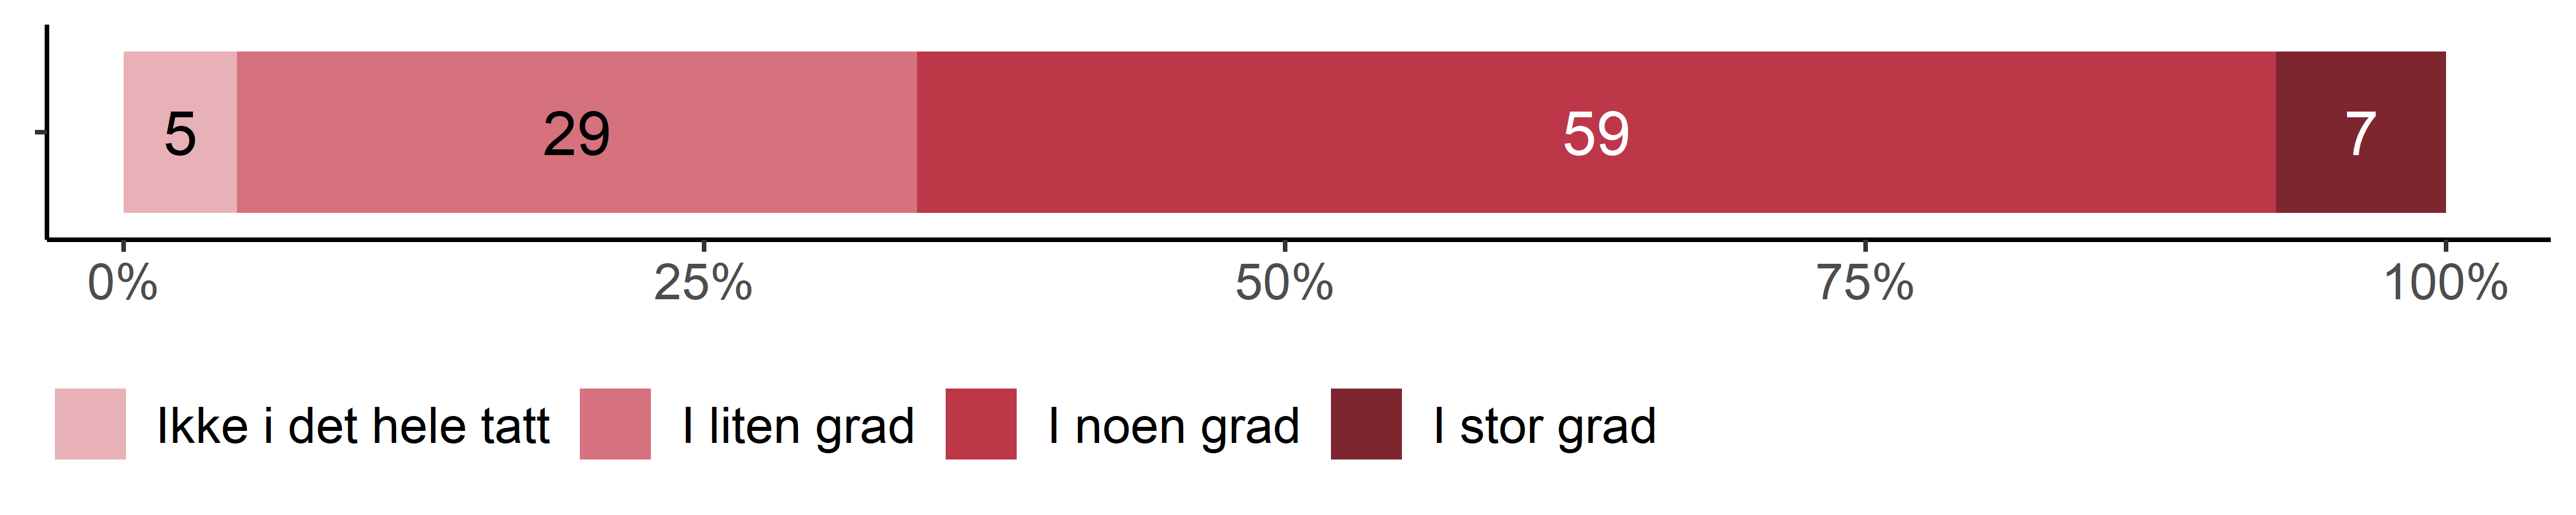 5 29 59 7
0% 25% 50% 75% 100%
Ikke i det hele tatt I liten grad I noen grad I stor grad